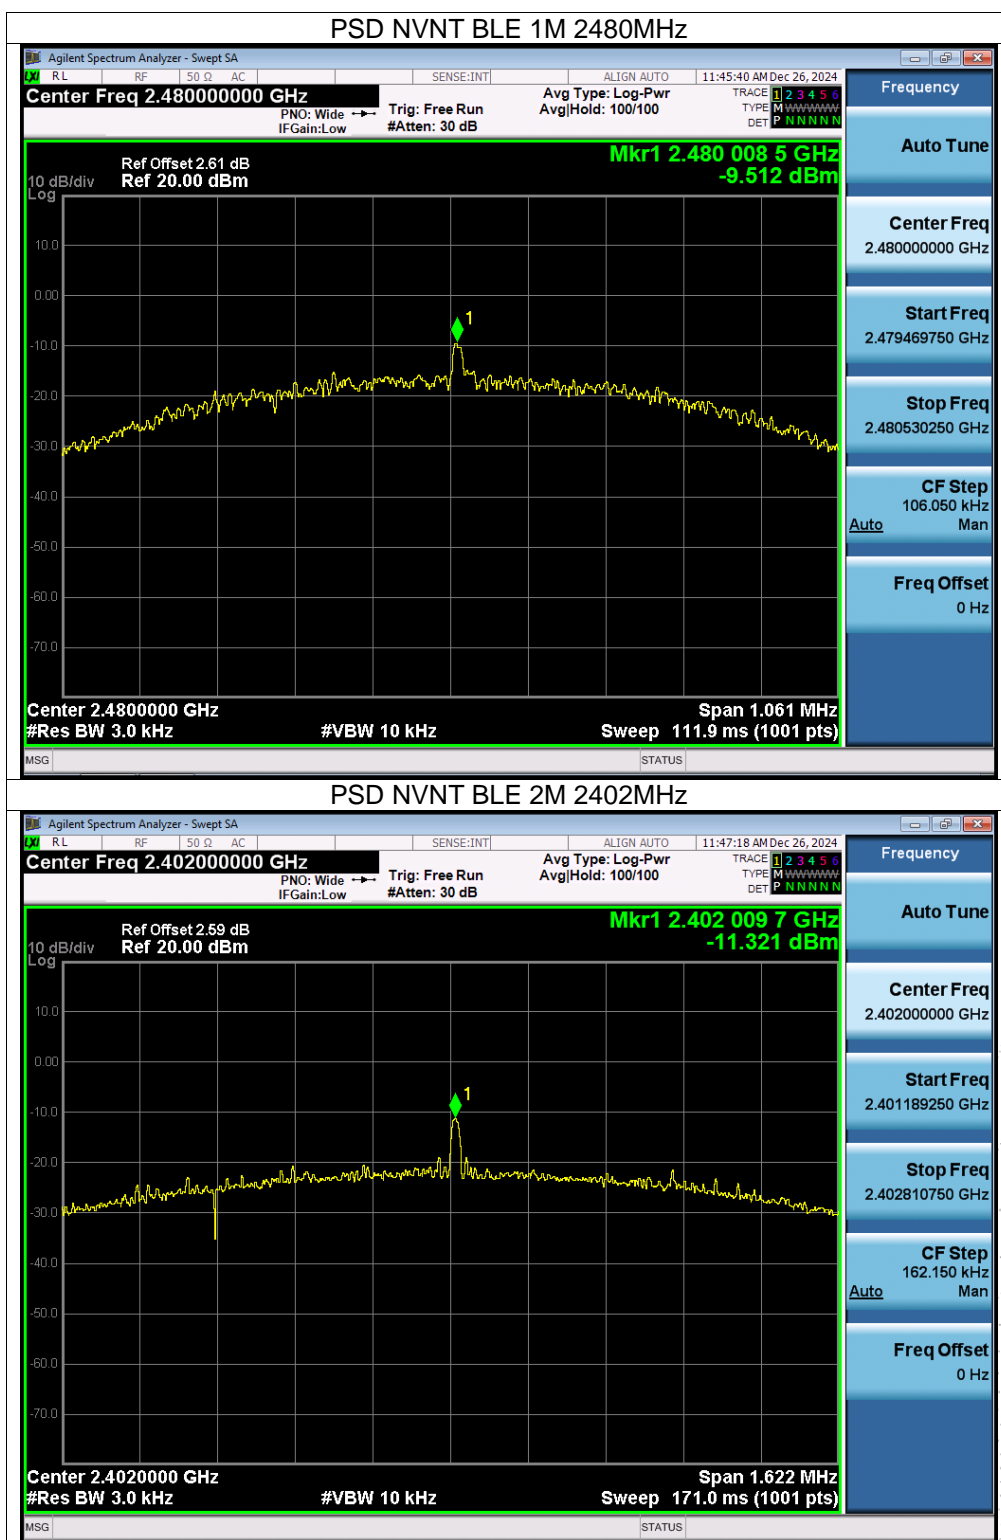 PSD NVNT BLE 1M 2480MHz
Agilent Spectrum Analyzer - Swept SA
LXI RL RF 50 Ω AC SENSE:INT ALIGN AUTO 11:45:40 AM Dec 26, 2024
Center Freq 2.480000000 GHz
PNO: Wide
IFGain:Low
Trig: Free Run
#Atten: 30 dB
Avg Type: Log-Pwr
Avg|Hold: 100/100
TRACE 1 2 3 4 5 6
TYPE M WWWWW
DET P N N N N N
Mkr1 2.480 008 5 GHz
-9.512 dBm
Ref Offset 2.61 dB
10 dB/div Ref 20.00 dBm
Log
10.0
0.00
-10.0
-20.0
-30.0
-40.0
-50.0
-60.0
-70.0
1
Center 2.4800000 GHz Span 1.061 MHz
#Res BW 3.0 kHz #VBW 10 kHz Sweep 111.9 ms (1001 pts)
MSG STATUS
Frequency
Auto Tune
Center Freq
2.480000000 GHz
Start Freq
2.479469750 GHz
Stop Freq
2.480530250 GHz
CF Step
106.050 kHz
Auto Man
Freq Offset
0 Hz
PSD NVNT BLE 2M 2402MHz
Agilent Spectrum Analyzer - Swept SA
LXI RL RF 50 Ω AC SENSE:INT ALIGN AUTO 11:47:18 AM Dec 26, 2024
Center Freq 2.402000000 GHz
PNO: Wide
IFGain:Low
Trig: Free Run
#Atten: 30 dB
Avg Type: Log-Pwr
Avg|Hold: 100/100
TRACE 1 2 3 4 5 6
TYPE M WWWWW
DET P N N N N N
Mkr1 2.402 009 7 GHz
-11.321 dBm
Ref Offset 2.59 dB
10 dB/div Ref 20.00 dBm
Log
10.0
0.00
-10.0
-20.0
-30.0
-40.0
-50.0
-60.0
-70.0
1
Center 2.4020000 GHz Span 1.622 MHz
#Res BW 3.0 kHz #VBW 10 kHz Sweep 171.0 ms (1001 pts)
MSG STATUS
Frequency
Auto Tune
Center Freq
2.402000000 GHz
Start Freq
2.401189250 GHz
Stop Freq
2.402810750 GHz
CF Step
162.150 kHz
Auto Man
Freq Offset
0 Hz